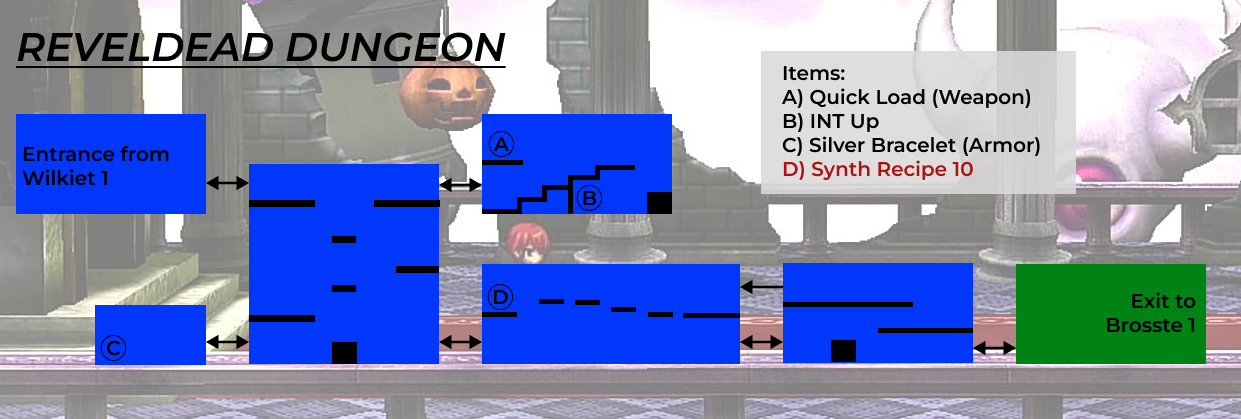 REVELDEAD DUNGEON
Items:
A) Quick Load (Weapon)
B) INT Up
C) Silver Bracelet (Armor)
D) Synth Recipe 10
Entrance from
Wilkiet 1
A
B
C
D
Exit to
Brosste 1